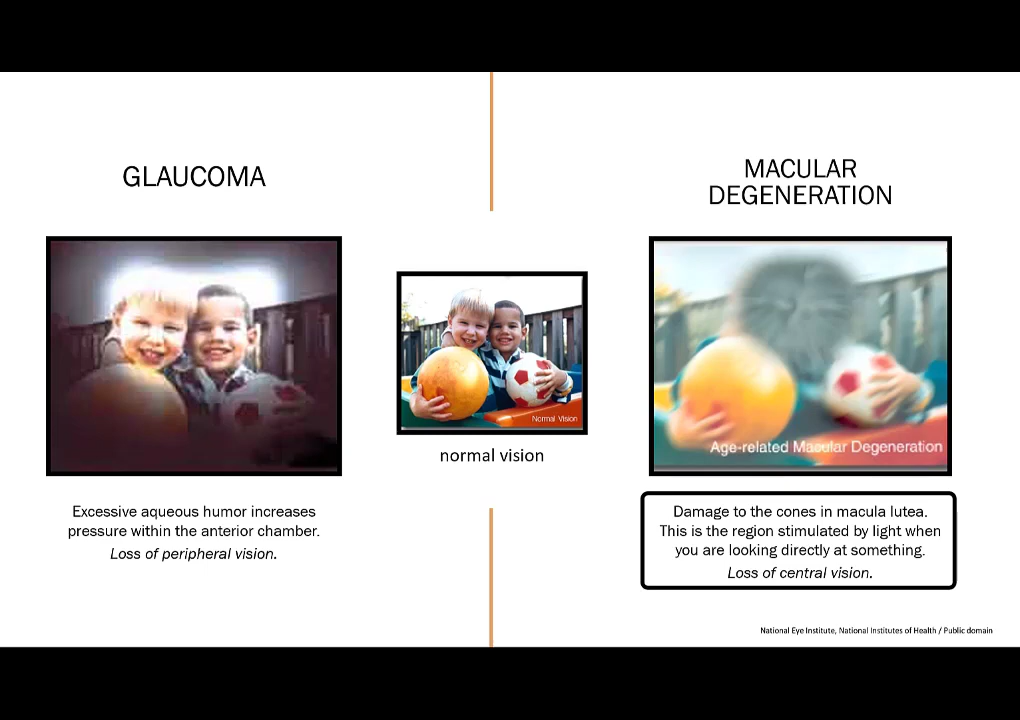 GLAUCOMA
Excessive aqueous humor increases
pressure within the anterior chamber.
Loss of peripheral vision.
Normal Vision
normal vision
MACULAR
DEGENERATION
Age-related Macular Degeneration
Damage to the cones in macula lutea.
This is the region stimulated by light when
you are looking directly at something.
Loss of central vision.
National Eye Institute, National Institutes of Health / Public domain